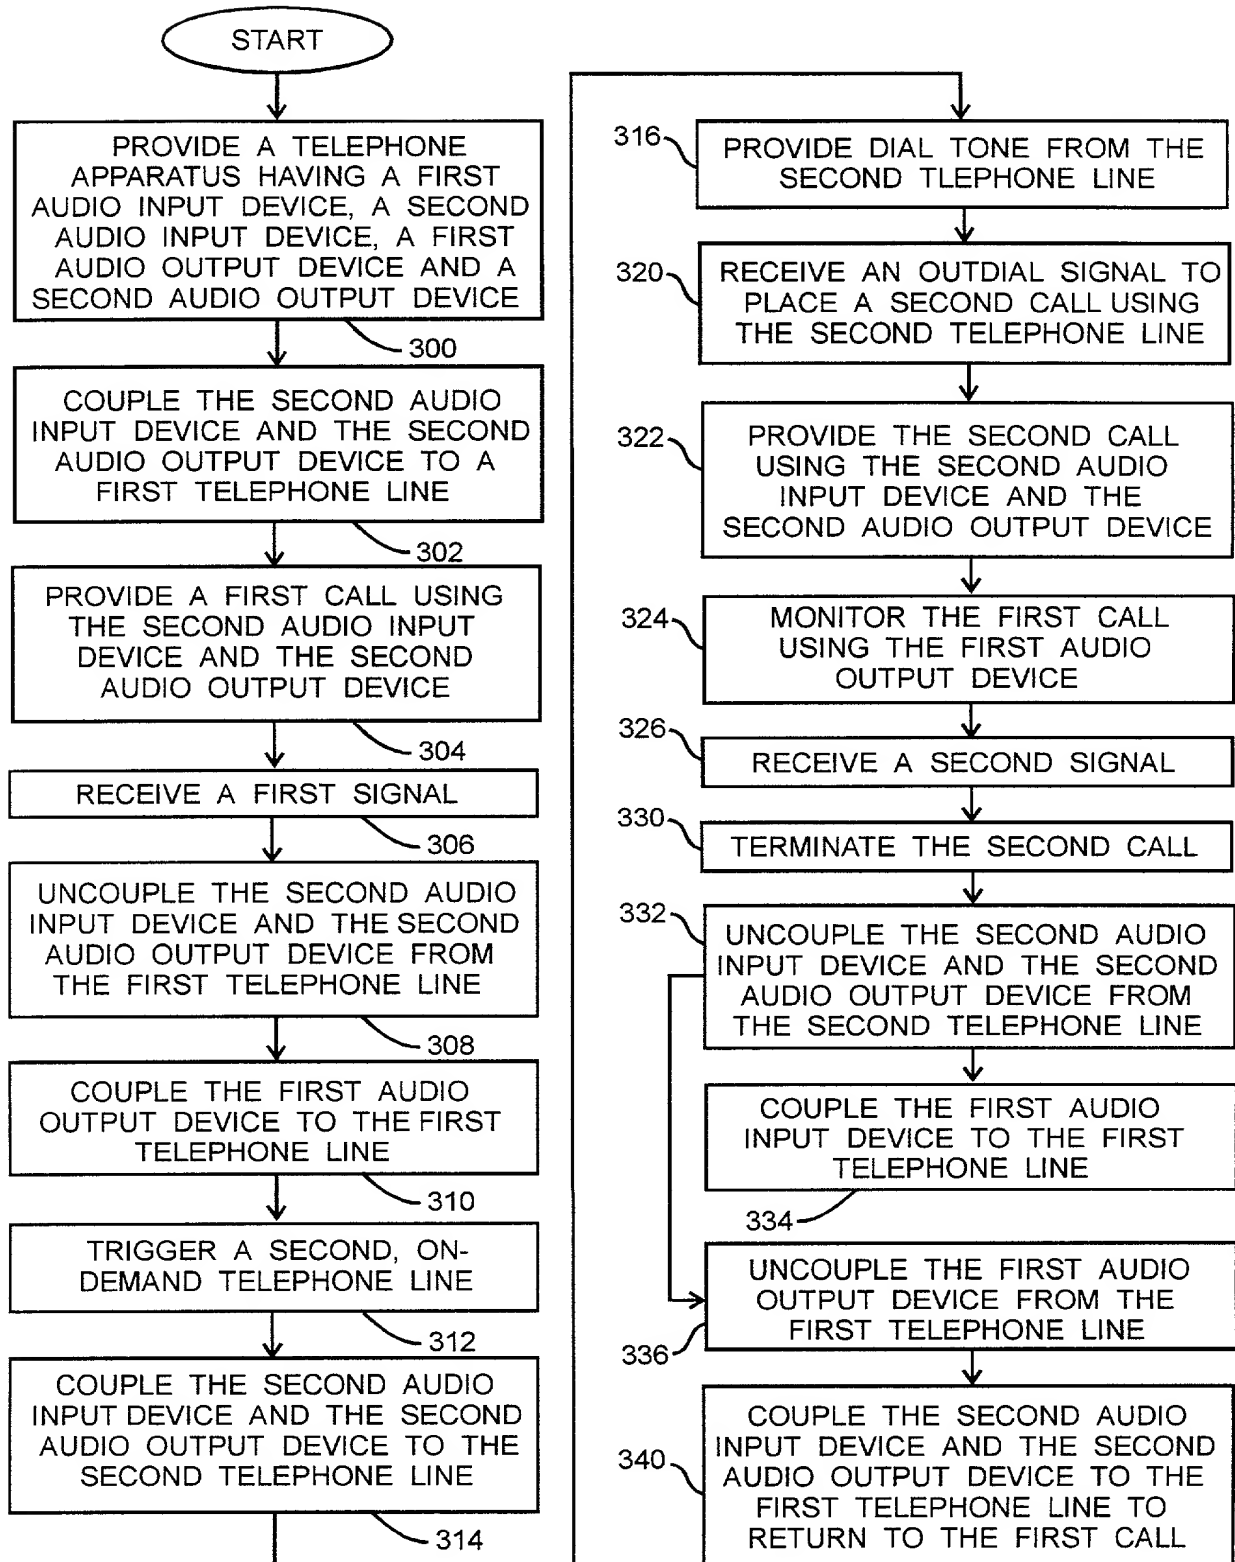 START
PROVIDE A TELEPHONE
APPARATUS HAVING A FIRST
AUDIO INPUT DEVICE, A SECOND
AUDIO INPUT DEVICE, A FIRST
AUDIO OUTPUT DEVICE AND A
SECOND AUDIO OUTPUT DEVICE
300
COUPLE THE SECOND AUDIO
INPUT DEVICE AND THE SECOND
AUDIO OUTPUT DEVICE TO A
FIRST TELEPHONE LINE
302
PROVIDE A FIRST CALL USING
THE SECOND AUDIO INPUT
DEVICE AND THE SECOND
AUDIO OUTPUT DEVICE
304
RECEIVE A FIRST SIGNAL
306
UNCOUPLE THE SECOND AUDIO
INPUT DEVICE AND THE SECOND
AUDIO OUTPUT DEVICE FROM
THE FIRST TELEPHONE LINE
308
COUPLE THE FIRST AUDIO
OUTPUT DEVICE TO THE FIRST
TELEPHONE LINE
310
TRIGGER A SECOND, ON-
DEMAND TELEPHONE LINE
312
COUPLE THE SECOND AUDIO
INPUT DEVICE AND THE SECOND
AUDIO OUTPUT DEVICE TO THE
SECOND TELEPHONE LINE
314
316
PROVIDE DIAL TONE FROM THE
SECOND TLEPHONE LINE
320
RECEIVE AN OUTDIAL SIGNAL TO
PLACE A SECOND CALL USING
THE SECOND TELEPHONE LINE
322
PROVIDE THE SECOND CALL
USING THE SECOND AUDIO
INPUT DEVICE AND THE
SECOND AUDIO OUTPUT DEVICE
324
MONITOR THE FIRST CALL
USING THE FIRST AUDIO
OUTPUT DEVICE
326
RECEIVE A SECOND SIGNAL
330
TERMINATE THE SECOND CALL
332
UNCOUPLE THE SECOND AUDIO
INPUT DEVICE AND THE SECOND
AUDIO OUTPUT DEVICE FROM
THE SECOND TELEPHONE LINE
COUPLE THE FIRST AUDIO
INPUT DEVICE TO THE FIRST
TELEPHONE LINE
334
UNCOUPLE THE FIRST AUDIO
OUTPUT DEVICE FROM THE
FIRST TELEPHONE LINE
336
COUPLE THE SECOND AUDIO
INPUT DEVICE AND THE SECOND
AUDIO OUTPUT DEVICE TO THE
FIRST TELEPHONE LINE TO
RETURN TO THE FIRST CALL
340